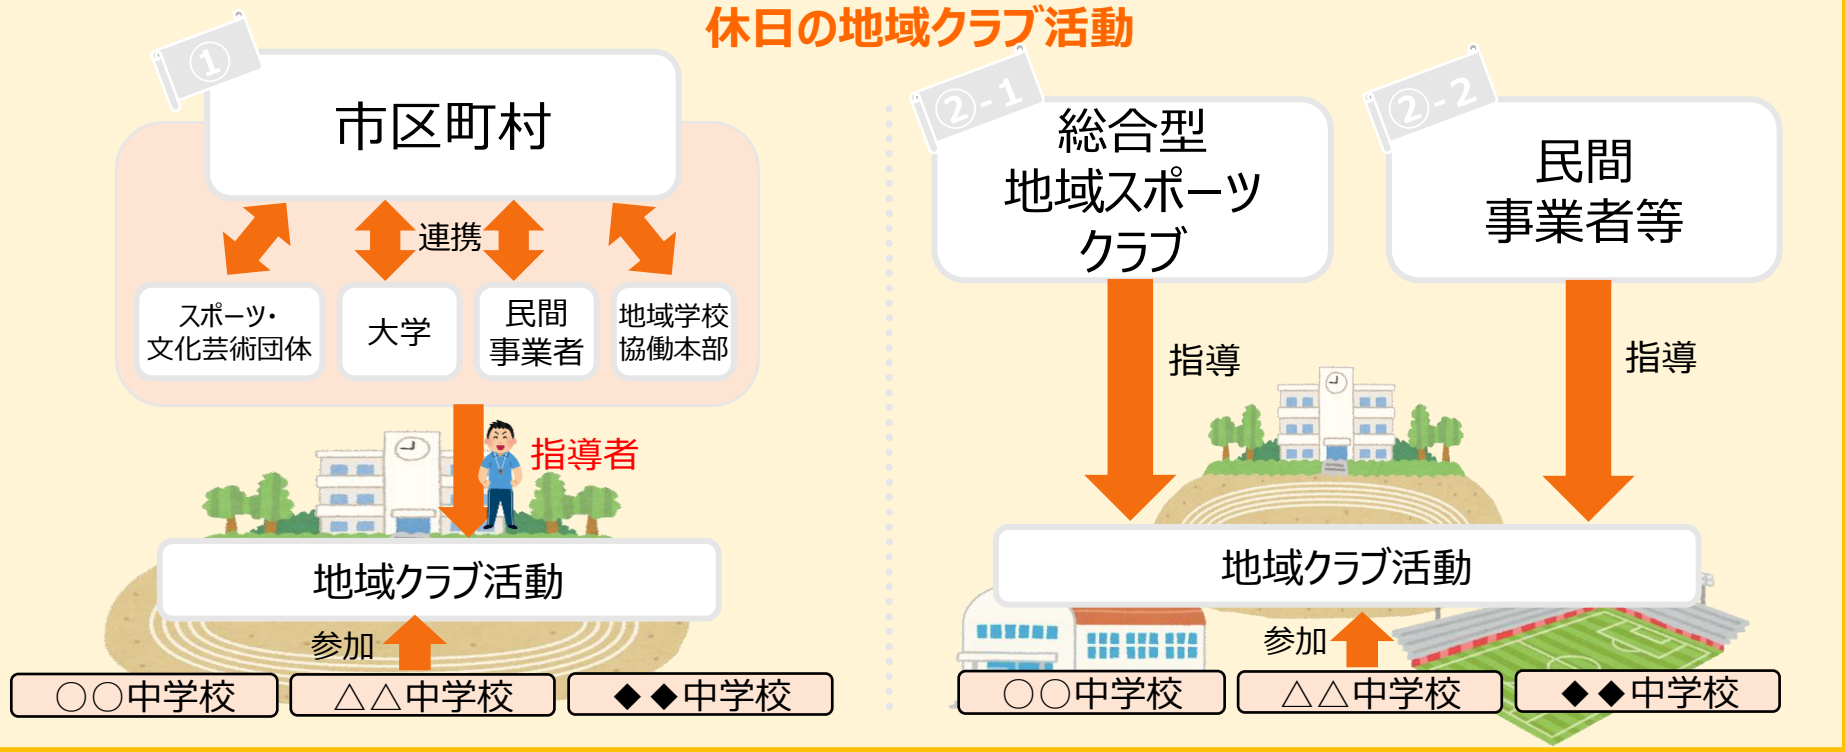 休日の地域クラブ活動
①
市区町村
連携
スポーツ・
文化芸術団体
大学
民間
事業者
地域学校
協働本部
指導者
地域クラブ活動
参加
○○中学校
△△中学校
◆◆中学校
②-1
総合型
地域スポーツ
クラブ
②-2
民間
事業者等
指導
指導
地域クラブ活動
参加
○○中学校
△△中学校
◆◆中学校